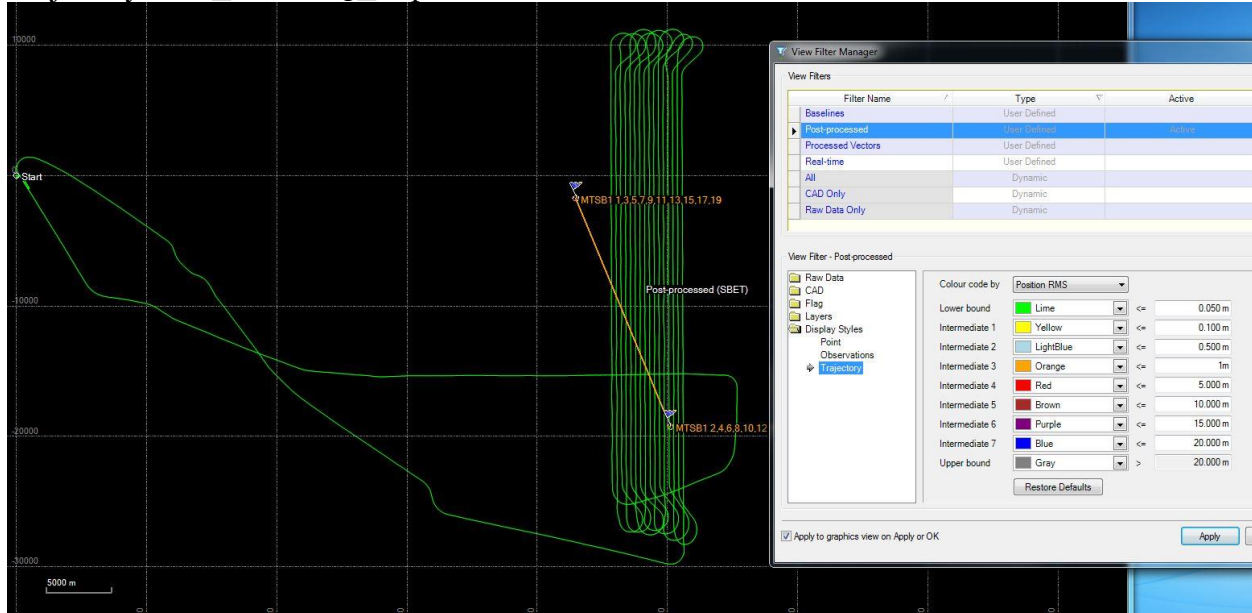 10000
0
Start
MTSB1 1,3,5,7,9,11,13,15,17,19
Post-processed (SBET)
-10000
MTSB1 2,4,6,8,10,12
-20000
-30000
5000 m
View Filter Manager
View Filters
Filter Name Type Active
Baselines User Defined
Post-processed User Defined Active
Processed Vectors User Defined
Real-time User Defined
All Dynamic
CAD Only Dynamic
Raw Data Only Dynamic
View Filter - Post-processed
Raw Data
CAD
Flag
Layers
Display Styles
Point
Observations
Trajectory
Colour code by Position RMS
Lower bound Lime <= 0.050 m
Intermediate 1 Yellow <= 0.100 m
Intermediate 2 LightBlue <= 0.500 m
Intermediate 3 Orange <= 1m
Intermediate 4 Red <= 5.000 m
Intermediate 5 Brown <= 10.000 m
Intermediate 6 Purple <= 15.000 m
Intermediate 7 Blue <= 20.000 m
Upper bound Gray > 20.000 m
Restore Defaults
Apply to graphics view on Apply or OK
Apply